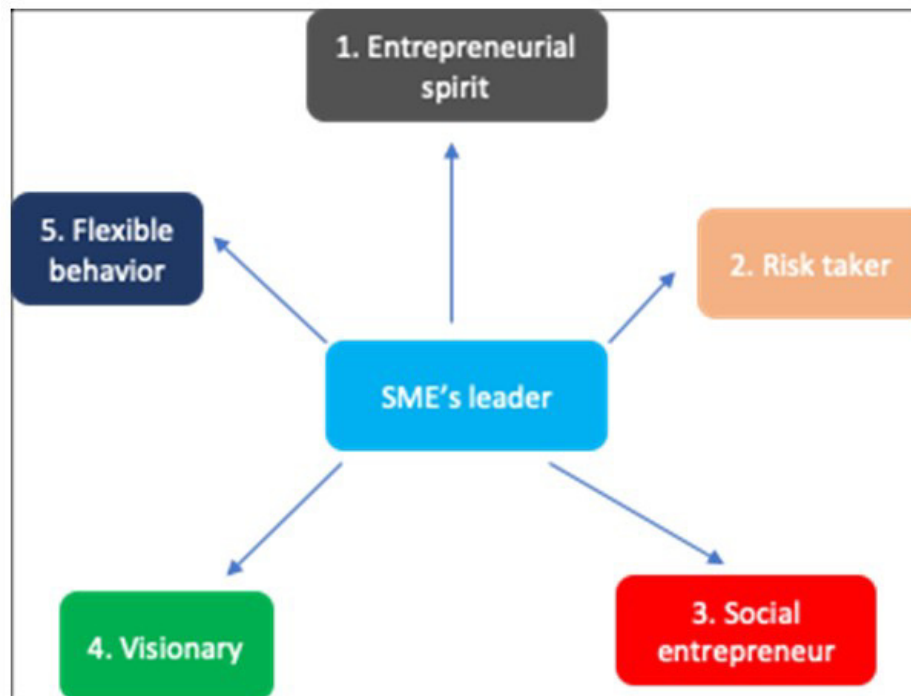 1. Entrepreneurial
spirit
5. Flexible
behavior
2. Risk taker
SME's leader
4. Visionary
3. Social
entrepreneur